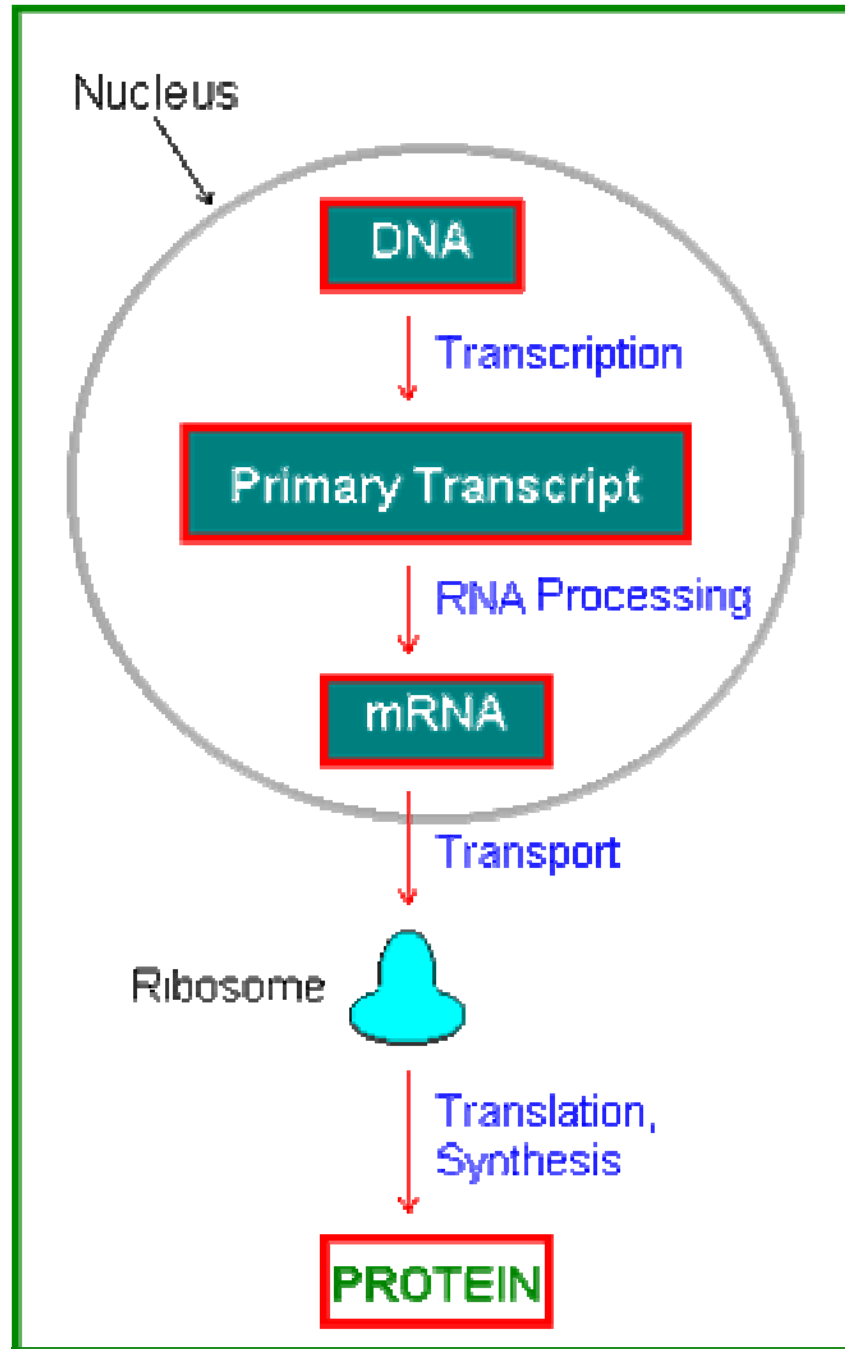 Nucleus
DNA
Transcription
Primary Transcript
RNA Processing
mRNA
Transport
Ribosome
Translation,
Synthesis
PROTEIN